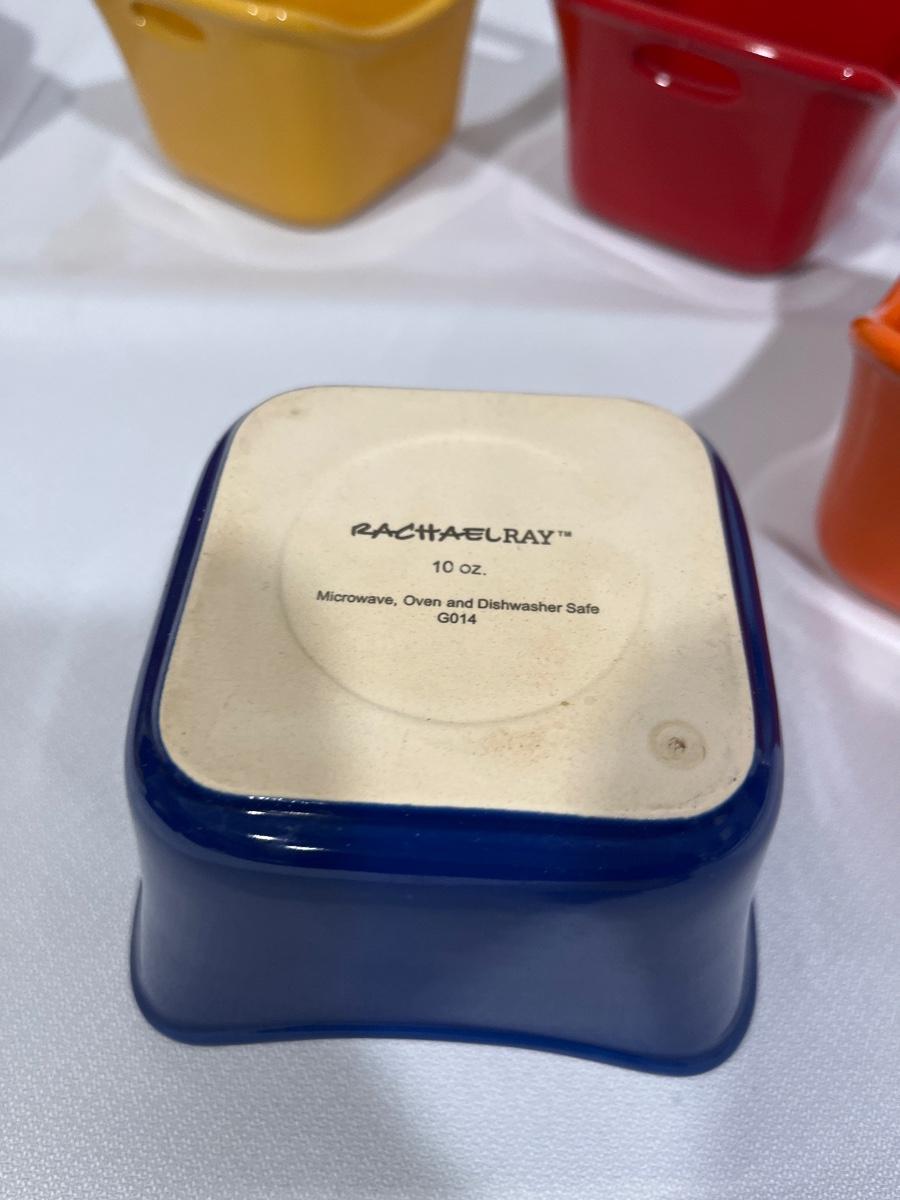 RACHAELRAY™
10 oz.
Microwave, Oven and Dishwasher Safe
G014